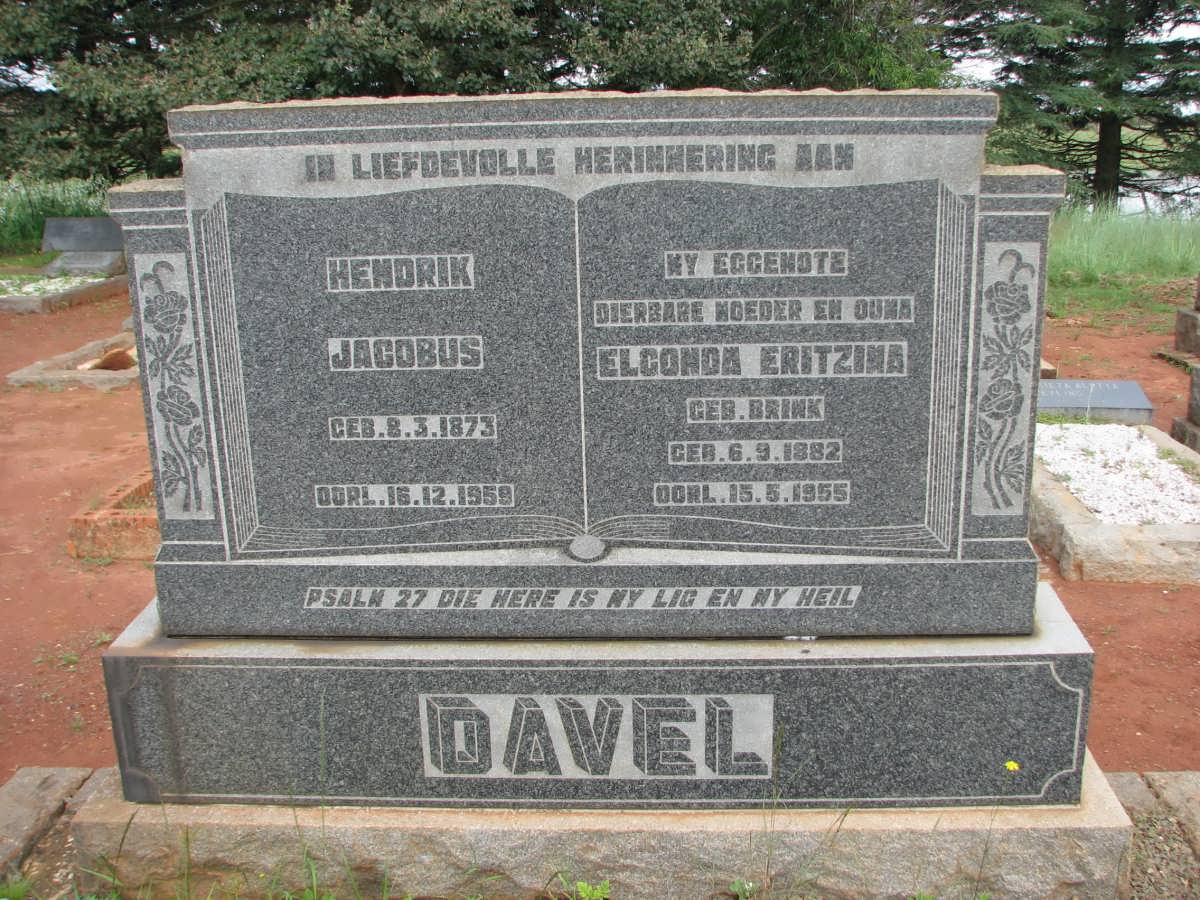 IN LIEFDEVOLLE HERINNERING AAN
HENDRIK
JACOBUS
GEB. 8.3.1873
OORL. 16.12.1959
MY EGGENOTE
DIERBARE MOEDER EN OUMA
ELGONDA FRITZINA
GEB. BRINK
GEB. 6.9.1882
OORL. 15.5.1955
PSALM 27 DIE HERE IS MY LIG EN MY HEIL
DAVEL